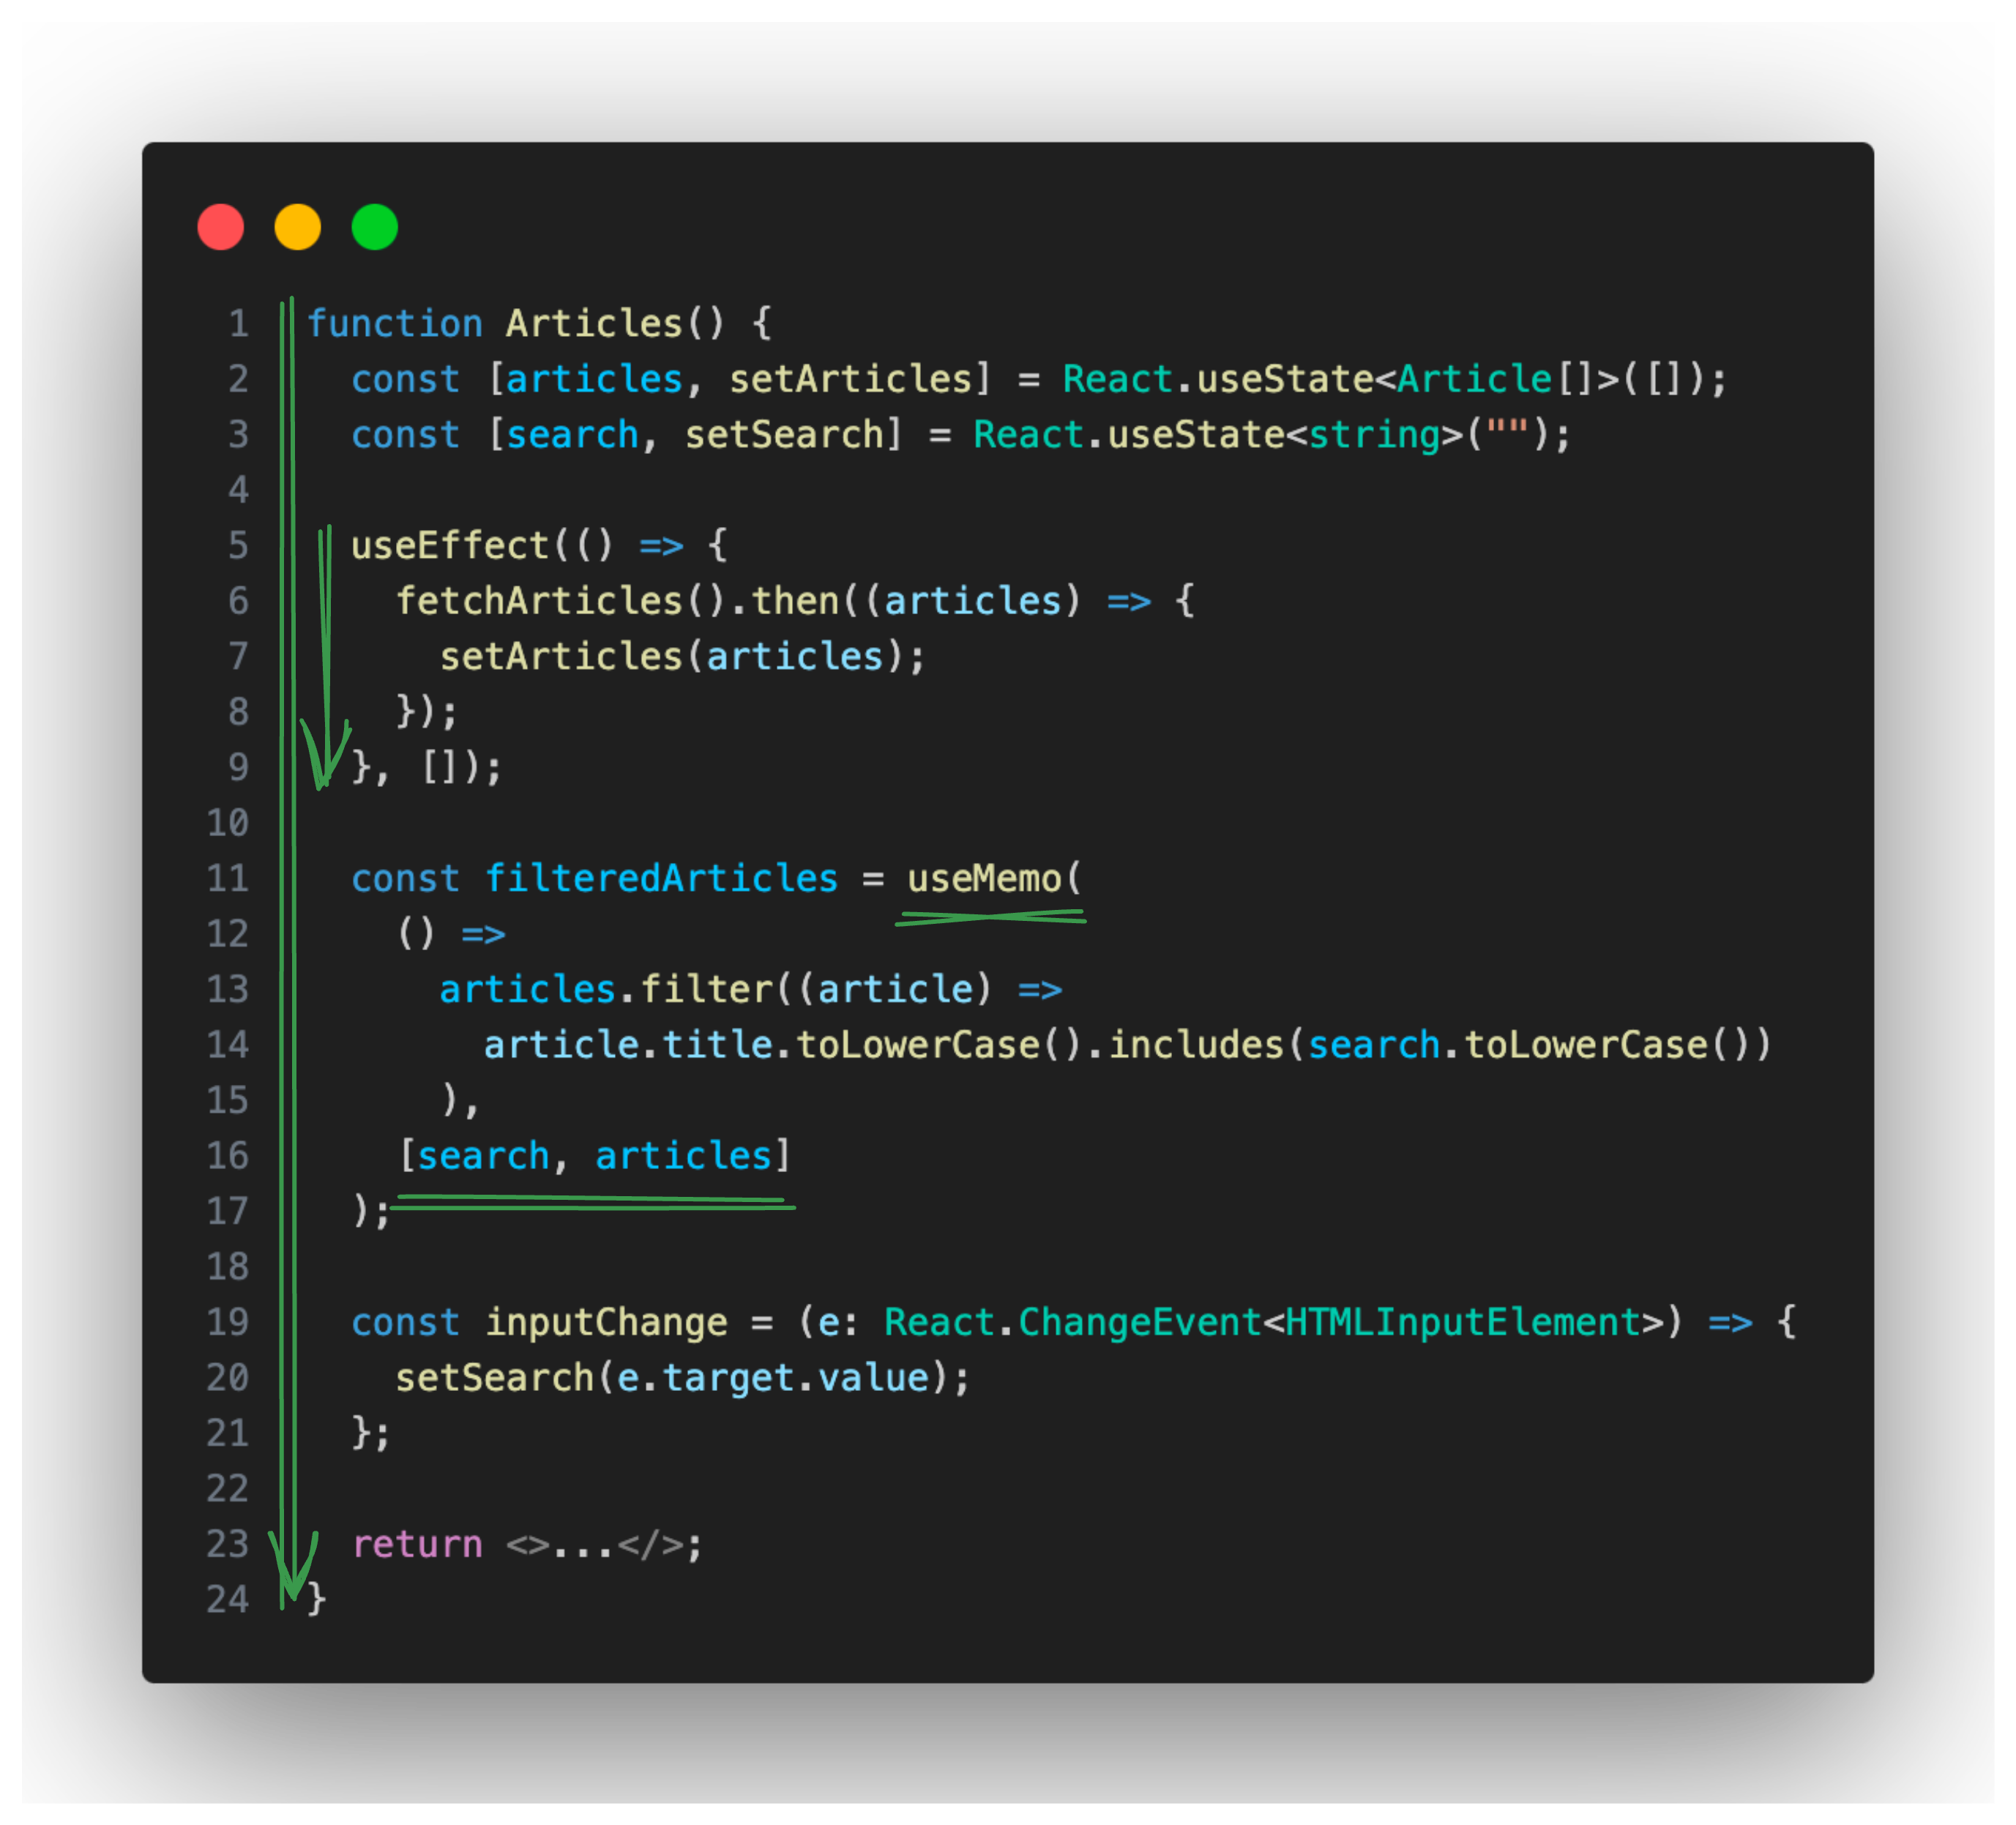 1 function Articles() {
2 const [articles, setArticles] = React.useState<Article[]>([]);
3 const [search, setSearch] = React.useState<string>("");
4
5 useEffect(() => {
6 fetchArticles().then((articles) => {
7 setArticles(articles);
8 });
9 }, []);
10
11 const filteredArticles = useMemo(
12 () =>
13 articles.filter((article) =>
14 article.title.toLowerCase().includes(search.toLowerCase())
15 ),
16 [search, articles]
17 );
18
19 const inputChange = (e: React.ChangeEvent<HTMLInputElement>) => {
20 setSearch(e.target.value);
21 };
22
23 return <>...</>;
24 }